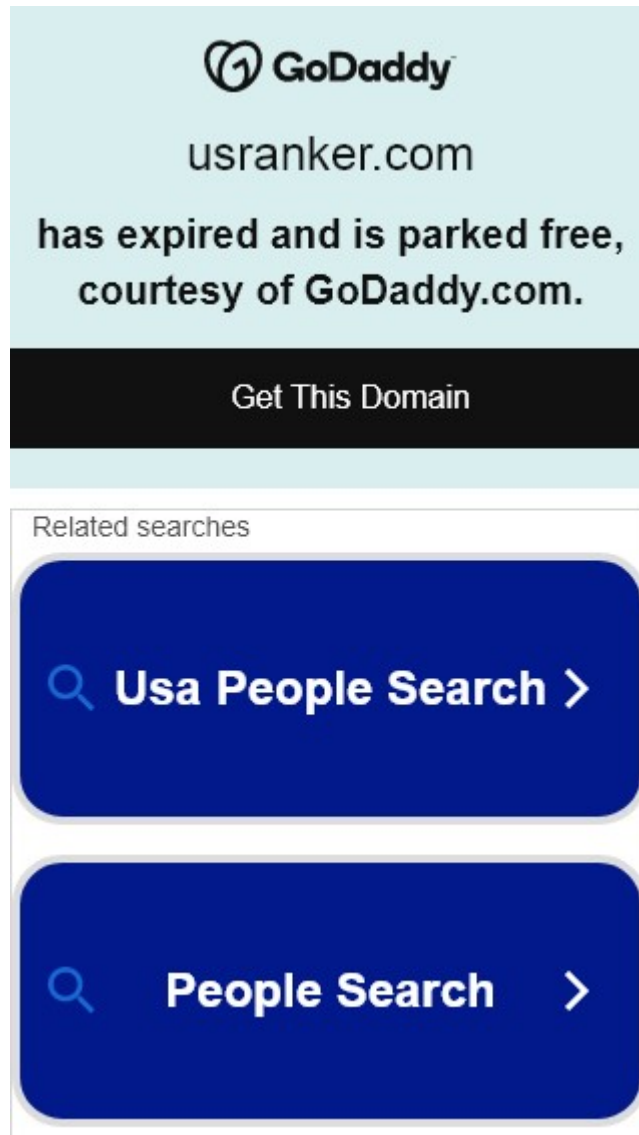 GoDaddy
usranker.com
has expired and is parked free,
courtesy of GoDaddy.com.
Get This Domain
Related searches
Usa People Search
People Search